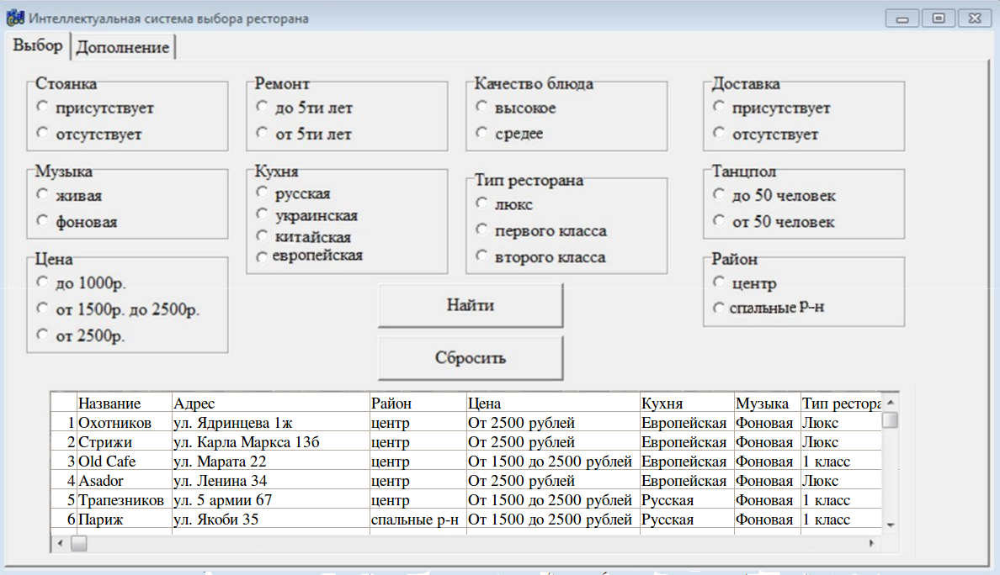 Интеллектуальная система выбора ресторана
Выбор Дополнение
Стоянка
присутствует
отсутствует
Ремонт
до 5ти лет
от 5ти лет
Качество блюда
высокое
средее
Доставка
присутствует
отсутствует
Музыка
живая
фоновая
Кухня
русская
украинская
китайская
европейская
Тип ресторана
люкс
первого класса
второго класса
Танцпол
до 50 человек
от 50 человек
Цена
до 1000р.
от 1500р. до 2500р.
от 2500р.
Район
центр
спальные р-н
Найти
Сбросить
Название Адрес Район Цена Кухня Музыка Тип рестора
1 Охотников ул. Ядринцева 1ж центр От 2500 рублей Европейская Фоновая Люкс
2 Стрижи ул. Карла Маркса 13б центр От 2500 рублей Европейская Фоновая Люкс
3 Old Cafe ул. Марата 22 центр От 1500 до 2500 рублей Европейская Фоновая 1 класс
4 Asador ул. Ленина 34 центр От 2500 рублей Европейская Фоновая Люкс
5 Трапезников ул. 5 армии 67 центр От 1500 до 2500 рублей Русская Фоновая 1 класс
6 Париж ул. Якоби 35 спальные р-н От 1500 до 2500 рублей Русская Фоновая 1 класс